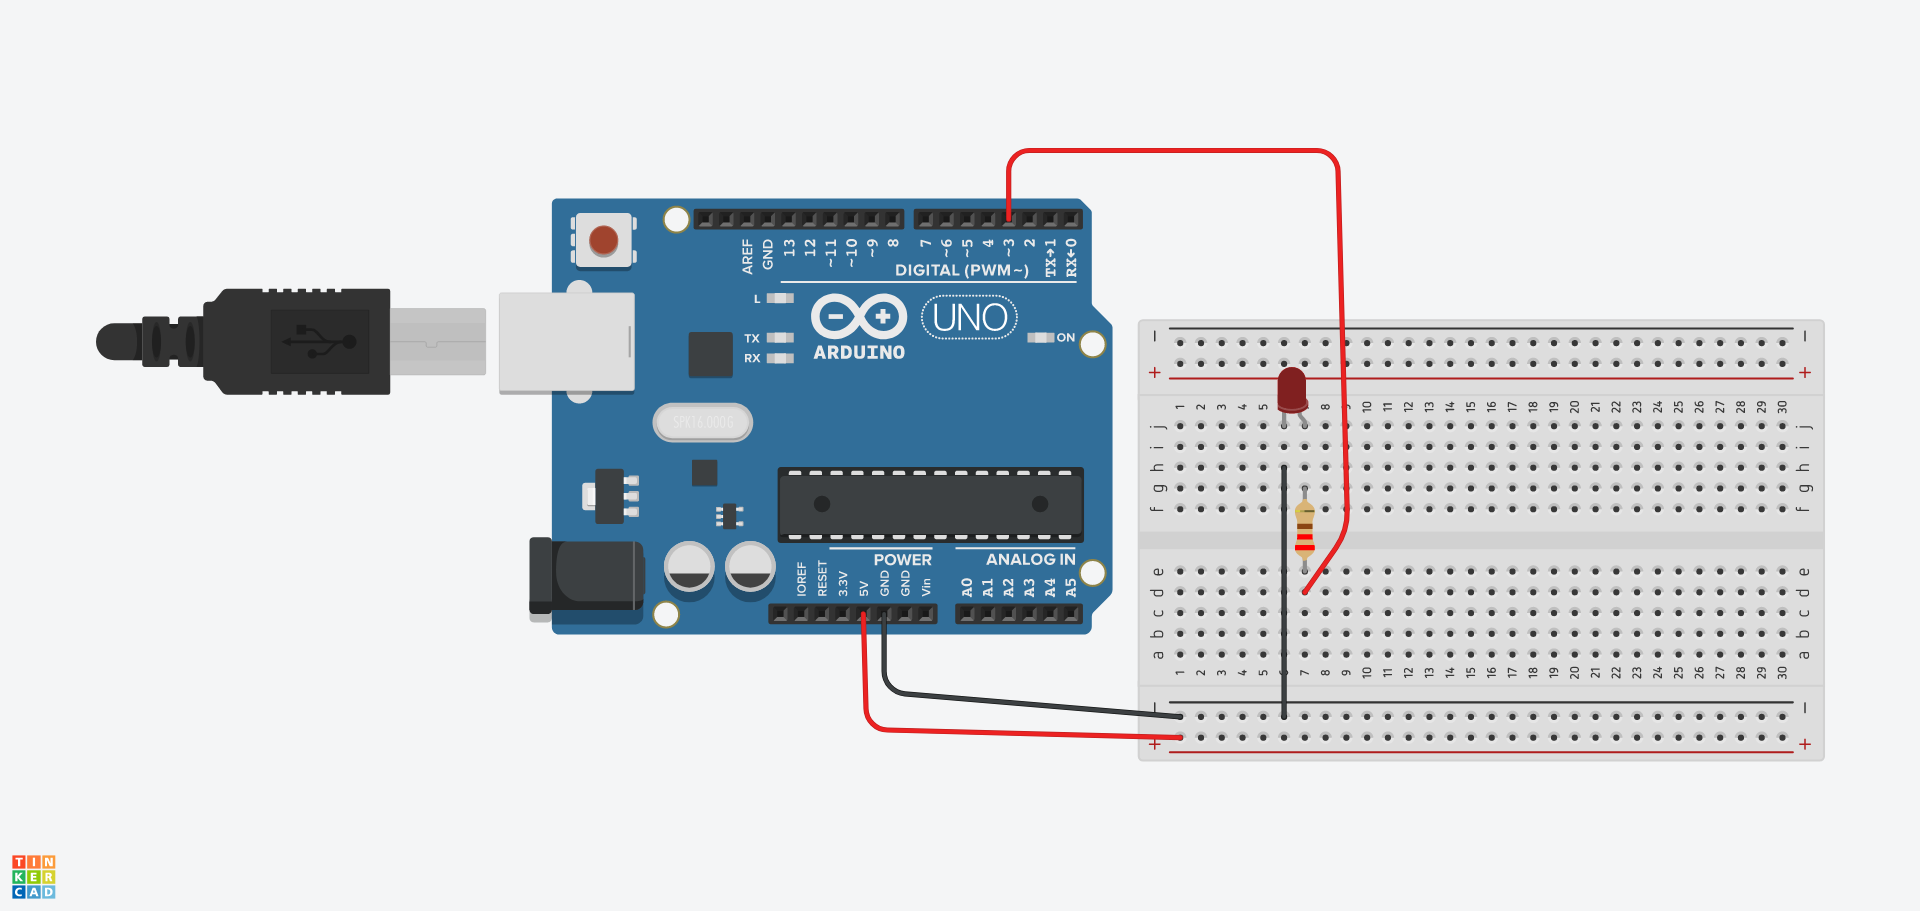 AREF
GND
13
12
~11
~10
~9
8
7
~6
~5
4
~3
2
TX→1
RX←0
DIGITAL (PWM~)
L
TX
RX
ARDUINO
UNO
ON
SPK16.000G
POWER
ANALOG IN
IOREF
RESET
3.3V
5V
GND
GND
Vin
A0
A1
A2
A3
A4
A5
− −
+ +
1 2 3 4 5 8 9 10 11 12 13 14 15 16 17 18 19 20 21 22 23 24 25 26 27 28 29 30
j j
i i
h h
g g
f f
e e
d d
c c
b b
a a
1 2 3 4 5 6 7 8 9 10 11 12 13 14 15 16 17 18 19 20 21 22 23 24 25 26 27 28 29 30
− −
+ +
TIN
KER
CAD